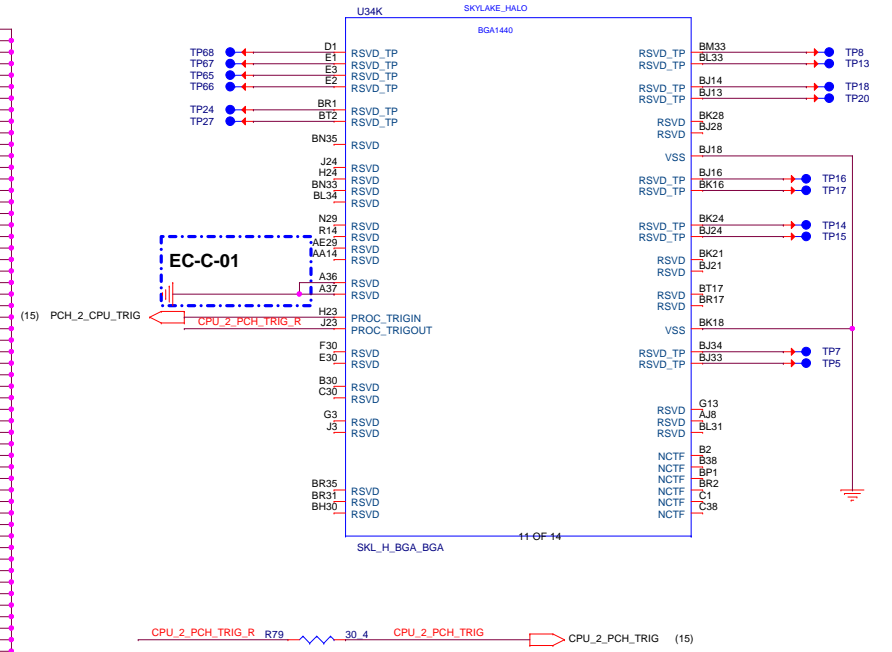 U34K
SKYLAKE_HALO
BGA1440
TP68 D1 RSVD_TP
TP67 E1 RSVD_TP
TP65 E3 RSVD_TP
TP66 E2 RSVD_TP
TP24 BR1 RSVD_TP
TP27 BT2 RSVD_TP
BN35 RSVD
J24 RSVD
H24 RSVD
BN33 RSVD
BL34 RSVD
N29 RSVD
R14 RSVD
AE29 RSVD
AA14 RSVD
EC-C-01
A36 RSVD
A37 RSVD
(15) PCH_2_CPU_TRIG H23 PROC_TRIGIN
CPU_2_PCH_TRIG_R J23 PROC_TRIGOUT
F30 RSVD
E30 RSVD
B30 RSVD
C30 RSVD
G3 RSVD
J3 RSVD
BR35 RSVD
BR31 RSVD
BH30 RSVD
RSVD_TP BM33 TP8
RSVD_TP BL33 TP13
RSVD_TP BJ14 TP18
RSVD_TP BJ13 TP20
RSVD BK28
RSVD BJ28
VSS BJ18
RSVD_TP BJ16 TP16
RSVD_TP BK16 TP17
RSVD_TP BK24 TP14
RSVD_TP BJ24 TP15
RSVD BK21
RSVD BJ21
RSVD BT17
RSVD BR17
VSS BK18
RSVD_TP BJ34 TP7
RSVD_TP BJ33 TP5
RSVD G13
RSVD AJ8
RSVD BL31
NCTF B2
NCTF B38
NCTF BP1
NCTF BR2
NCTF C1
NCTF C38
11 OF 14
SKL_H_BGA_BGA
CPU_2_PCH_TRIG_R R79 30_4 CPU_2_PCH_TRIG CPU_2_PCH_TRIG (15)